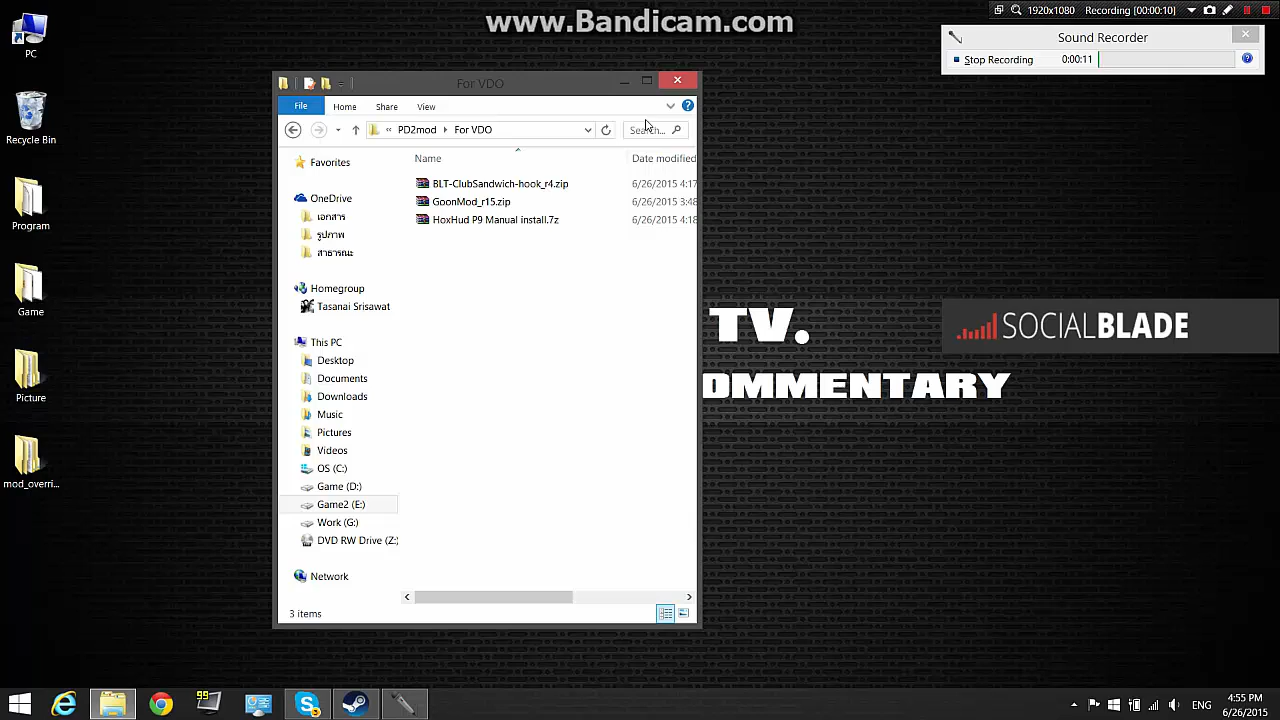 www.Bandicam.com
1920x1080 Recording [00:00:10]
PC
Sound Recorder
Stop Recording 0:00:11
For VDO
File Home Share View
« PD2mod For VDO
Search...
Recycle Bin
Name Date modified
Favorites
BLT-ClubSandwich-hook_r4.zip 6/26/2015 4:17
GoonMod_r15.zip 6/26/2015 3:48
HoxHud P9 Manual install.7z 6/26/2015 4:18
OneDrive
เอกสาร
รูปภาพ
สาธารณะ
Program
Homegroup
Tasanai Srisawat
Game
This PC
Desktop
Documents
Downloads
Music
Pictures
Videos
OS (C:)
Game (D:)
Game2 (E:)
Work (G:)
DVD RW Drive (Z:)
Network
3 items
Picture
mod_overri...
TV.
OMMENTARY
SOCIALBLADE
99
ENG
4:55 PM
6/26/2015